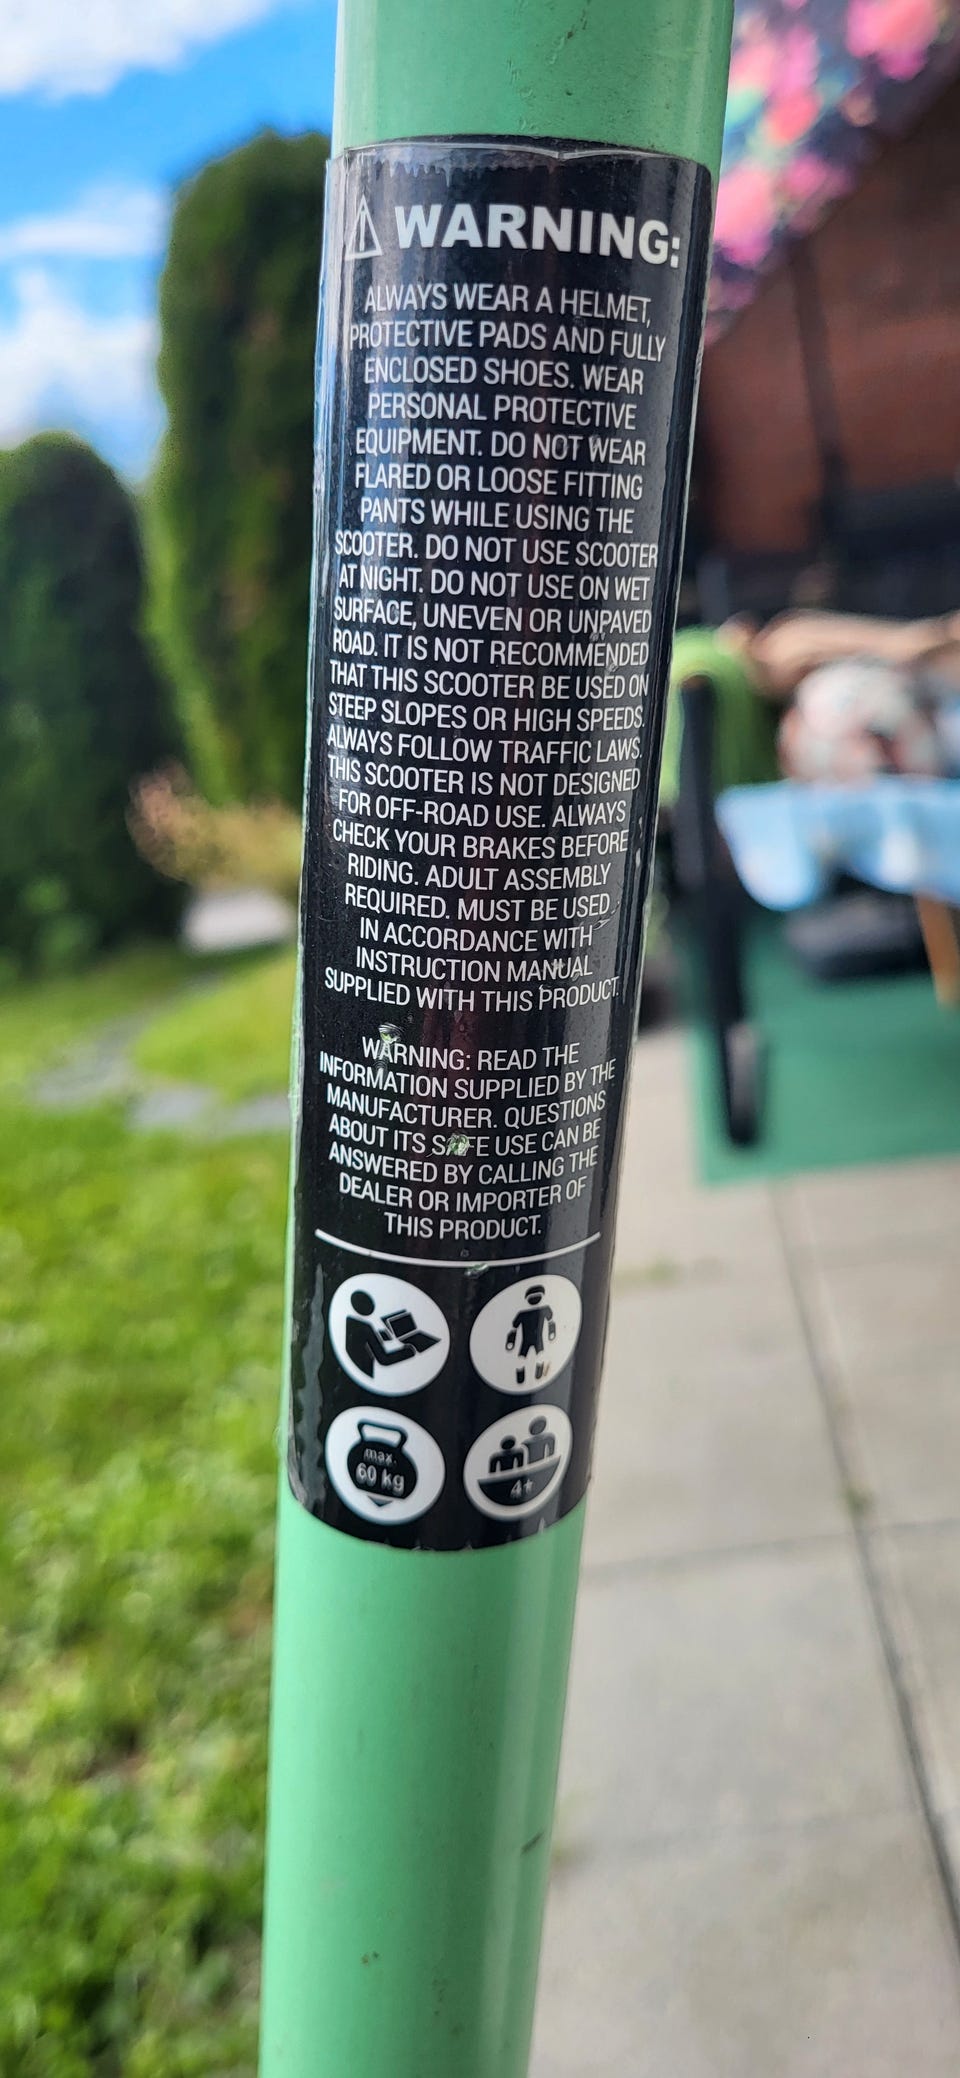 WARNING:
ALWAYS WEAR A HELMET,
PROTECTIVE PADS AND FULLY
ENCLOSED SHOES. WEAR
PERSONAL PROTECTIVE
EQUIPMENT. DO NOT WEAR
FLARED OR LOOSE FITTING
PANTS WHILE USING THE
SCOOTER. DO NOT USE SCOOTER
AT NIGHT. DO NOT USE ON WET
SURFACE, UNEVEN OR UNPAVED
ROAD. IT IS NOT RECOMMENDED
THAT THIS SCOOTER BE USED ON
STEEP SLOPES OR HIGH SPEEDS.
ALWAYS FOLLOW TRAFFIC LAWS.
THIS SCOOTER IS NOT DESIGNED
FOR OFF-ROAD USE. ALWAYS
CHECK YOUR BRAKES BEFORE
RIDING. ADULT ASSEMBLY
REQUIRED. MUST BE USED
IN ACCORDANCE WITH
INSTRUCTION MANUAL
SUPPLIED WITH THIS PRODUCT.
WARNING: READ THE
INFORMATION SUPPLIED BY THE
MANUFACTURER. QUESTIONS
ABOUT ITS SAFE USE CAN BE
ANSWERED BY CALLING THE
DEALER OR IMPORTER OF
THIS PRODUCT.
max.
60 kg
4+